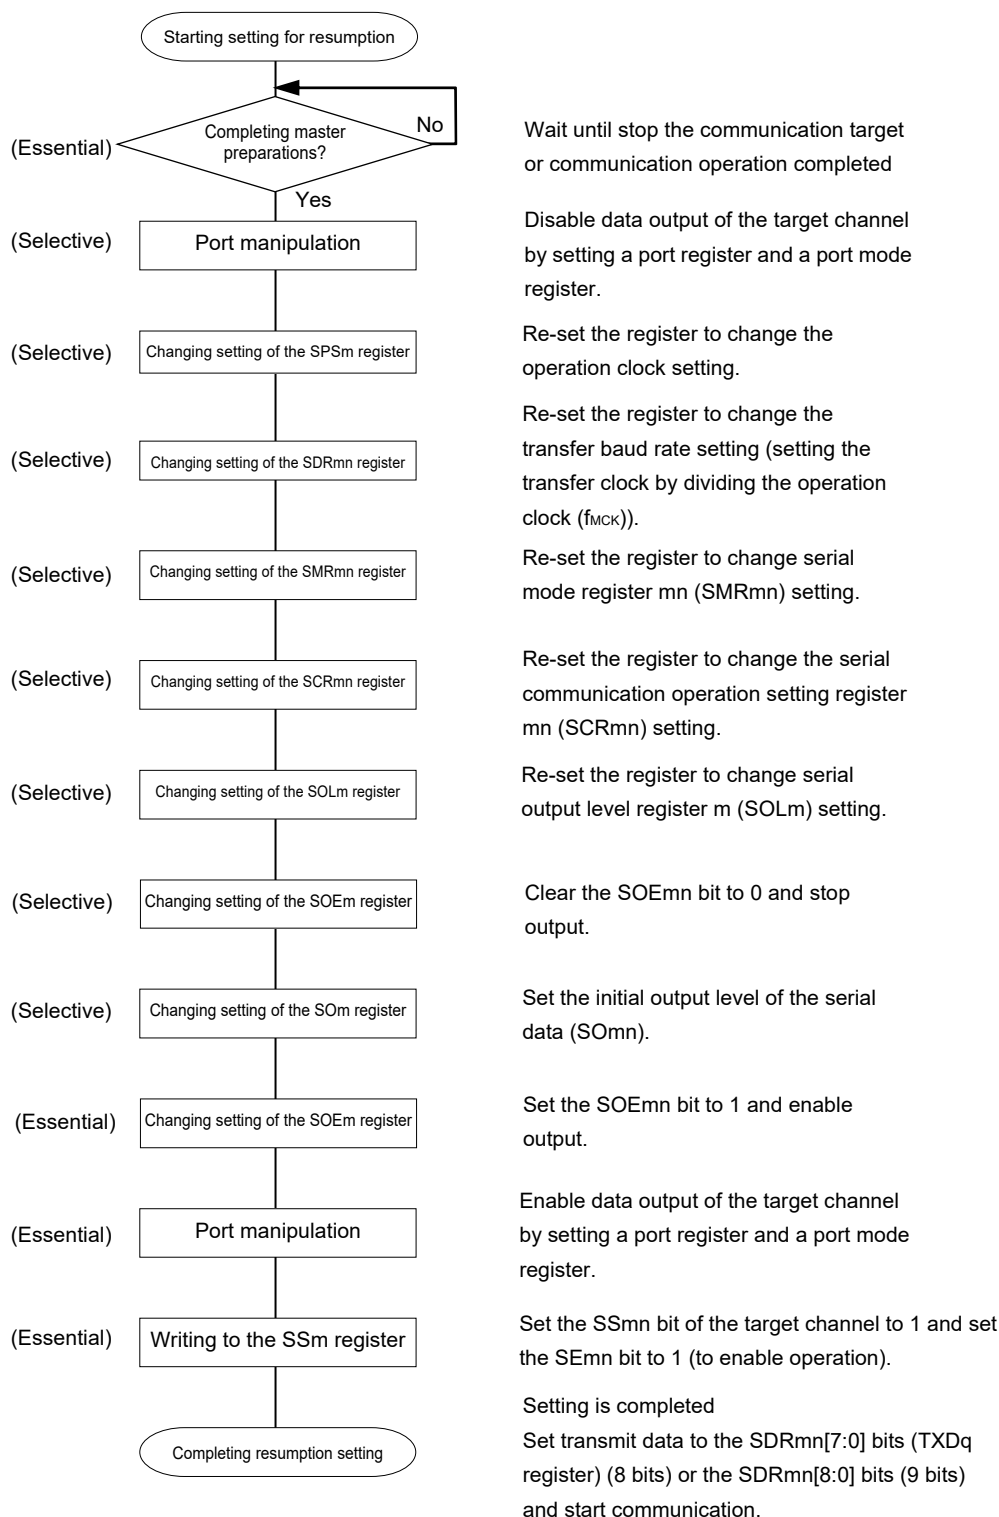 Starting setting for resumption
(Essential)
Completing master
preparations?
No
Yes
Wait until stop the communication target
or communication operation completed
(Selective)
Port manipulation
Disable data output of the target channel
by setting a port register and a port mode
register.
(Selective)
Changing setting of the SPSm register
Re-set the register to change the
operation clock setting.
(Selective)
Changing setting of the SDRmn register
Re-set the register to change the
transfer baud rate setting (setting the
transfer clock by dividing the operation
clock (fMCK)).
(Selective)
Changing setting of the SMRmn register
Re-set the register to change serial
mode register mn (SMRmn) setting.
(Selective)
Changing setting of the SCRmn register
Re-set the register to change the serial
communication operation setting register
mn (SCRmn) setting.
(Selective)
Changing setting of the SOLm register
Re-set the register to change serial
output level register m (SOLm) setting.
(Selective)
Changing setting of the SOEm register
Clear the SOEmn bit to 0 and stop
output.
(Selective)
Changing setting of the SOm register
Set the initial output level of the serial
data (SOmn).
(Essential)
Changing setting of the SOEm register
Set the SOEmn bit to 1 and enable
output.
(Essential)
Port manipulation
Enable data output of the target channel
by setting a port register and a port mode
register.
(Essential)
Writing to the SSm register
Set the SSmn bit of the target channel to 1 and set
the SEmn bit to 1 (to enable operation).
Completing resumption setting
Setting is completed
Set transmit data to the SDRmn[7:0] bits (TXDq
register) (8 bits) or the SDRmn[8:0] bits (9 bits)
and start communication.